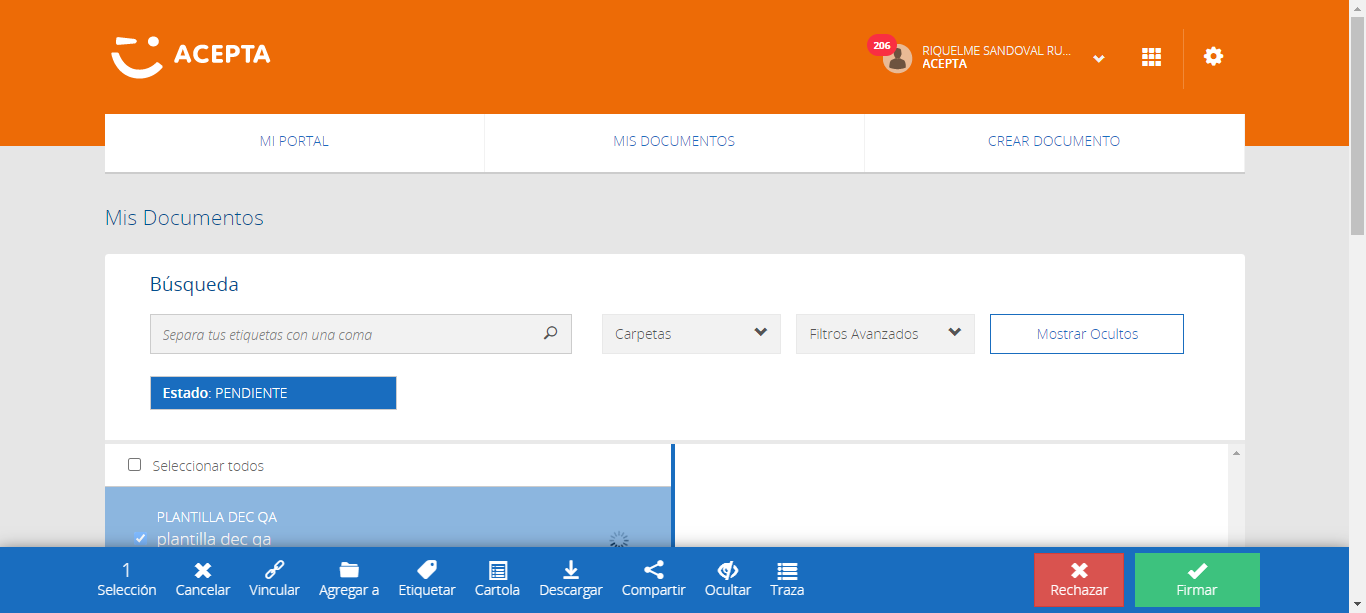 ACEPTA
206
RIQUELME SANDOVAL RU...
ACEPTA
MI PORTAL
MIS DOCUMENTOS
CREAR DOCUMENTO
Mis Documentos
Búsqueda
Separa tus etiquetas con una coma
Carpetas
Filtros Avanzados
Mostrar Ocultos
Estado: PENDIENTE
Seleccionar todos
PLANTILLA DEC QA
plantilla dec qa
1
Selección
Cancelar
Vincular
Agregar a
Etiquetar
Cartola
Descargar
Compartir
Ocultar
Traza
Rechazar
Firmar